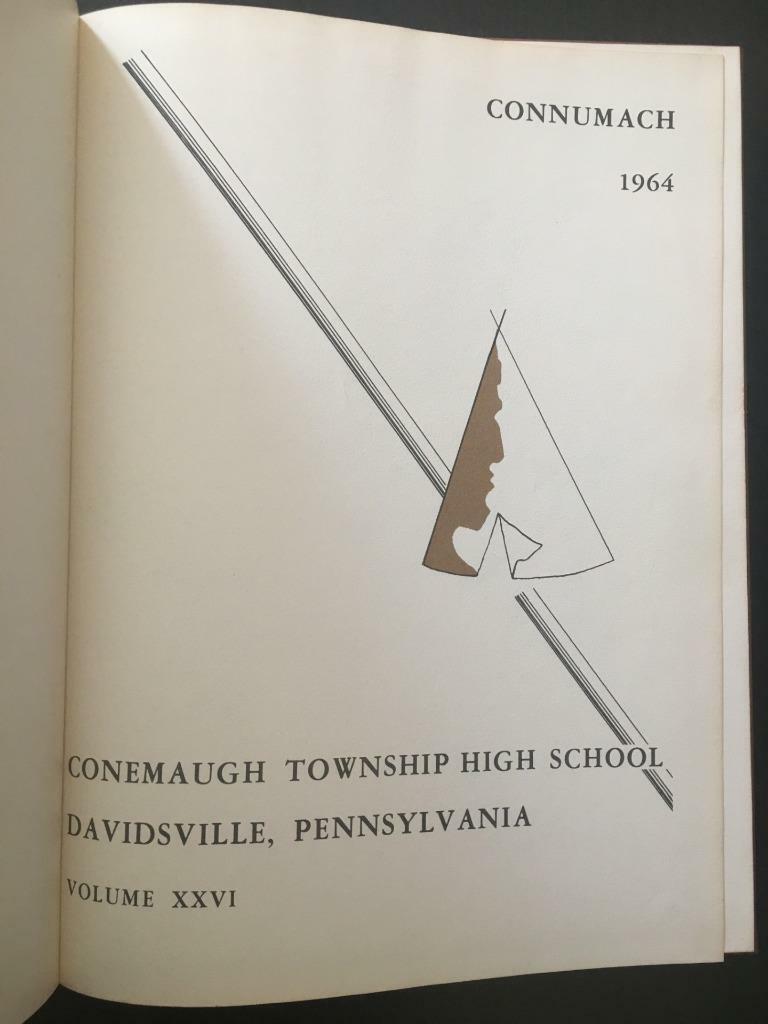 CONNUMACH
1964
CONEMAUGH TOWNSHIP HIGH SCHOOL
DAVIDSVILLE, PENNSYLVANIA
VOLUME XXVI